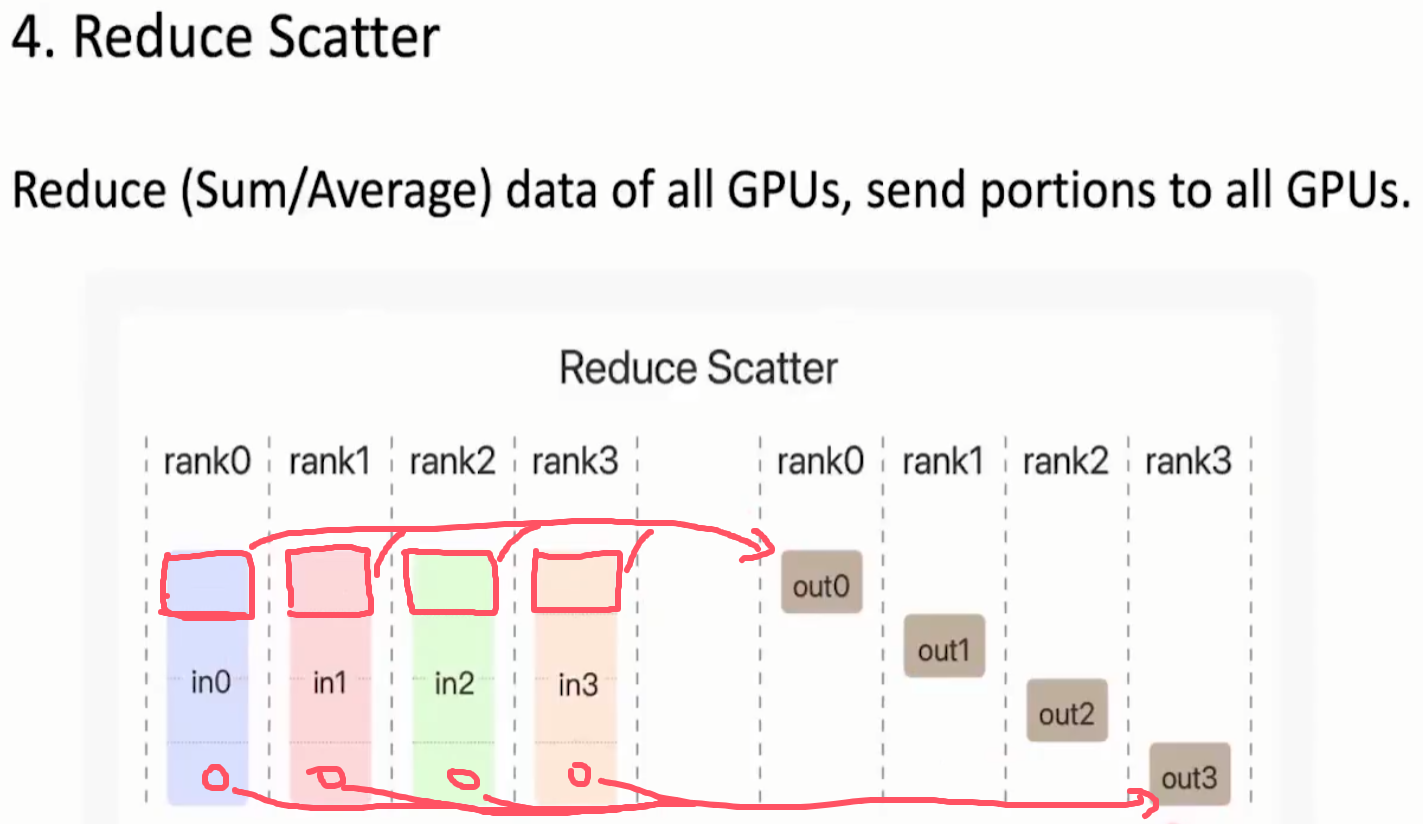 4. Reduce Scatter
Reduce (Sum/Average) data of all GPUs, send portions to all GPUs.
Reduce Scatter
rank0 rank1 rank2 rank3 rank0 rank1 rank2 rank3
out0
out1
in0 in1 in2 in3
out2
out3